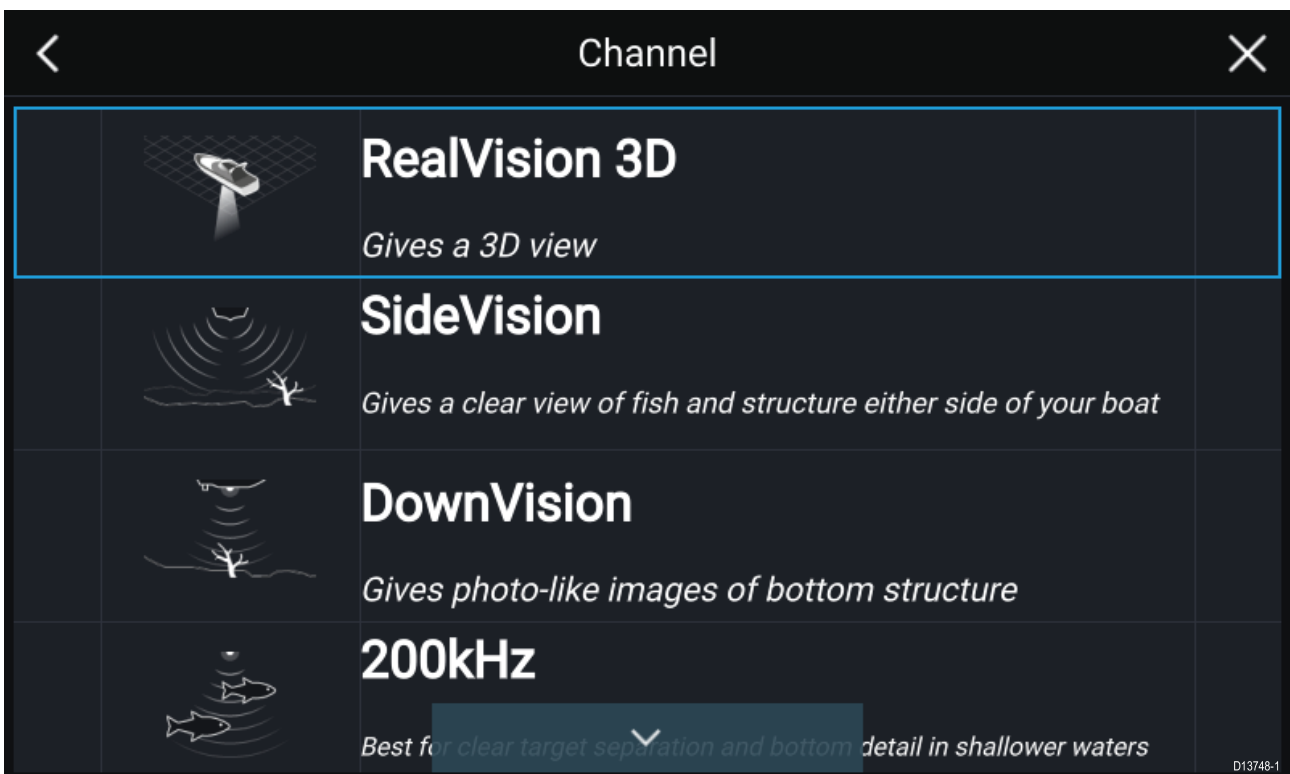 Channel
RealVision 3D
Gives a 3D view
SideVision
Gives a clear view of fish and structure either side of your boat
DownVision
Gives photo-like images of bottom structure
200kHz
Best for clear target separation and bottom detail in shallower waters
D13748-1